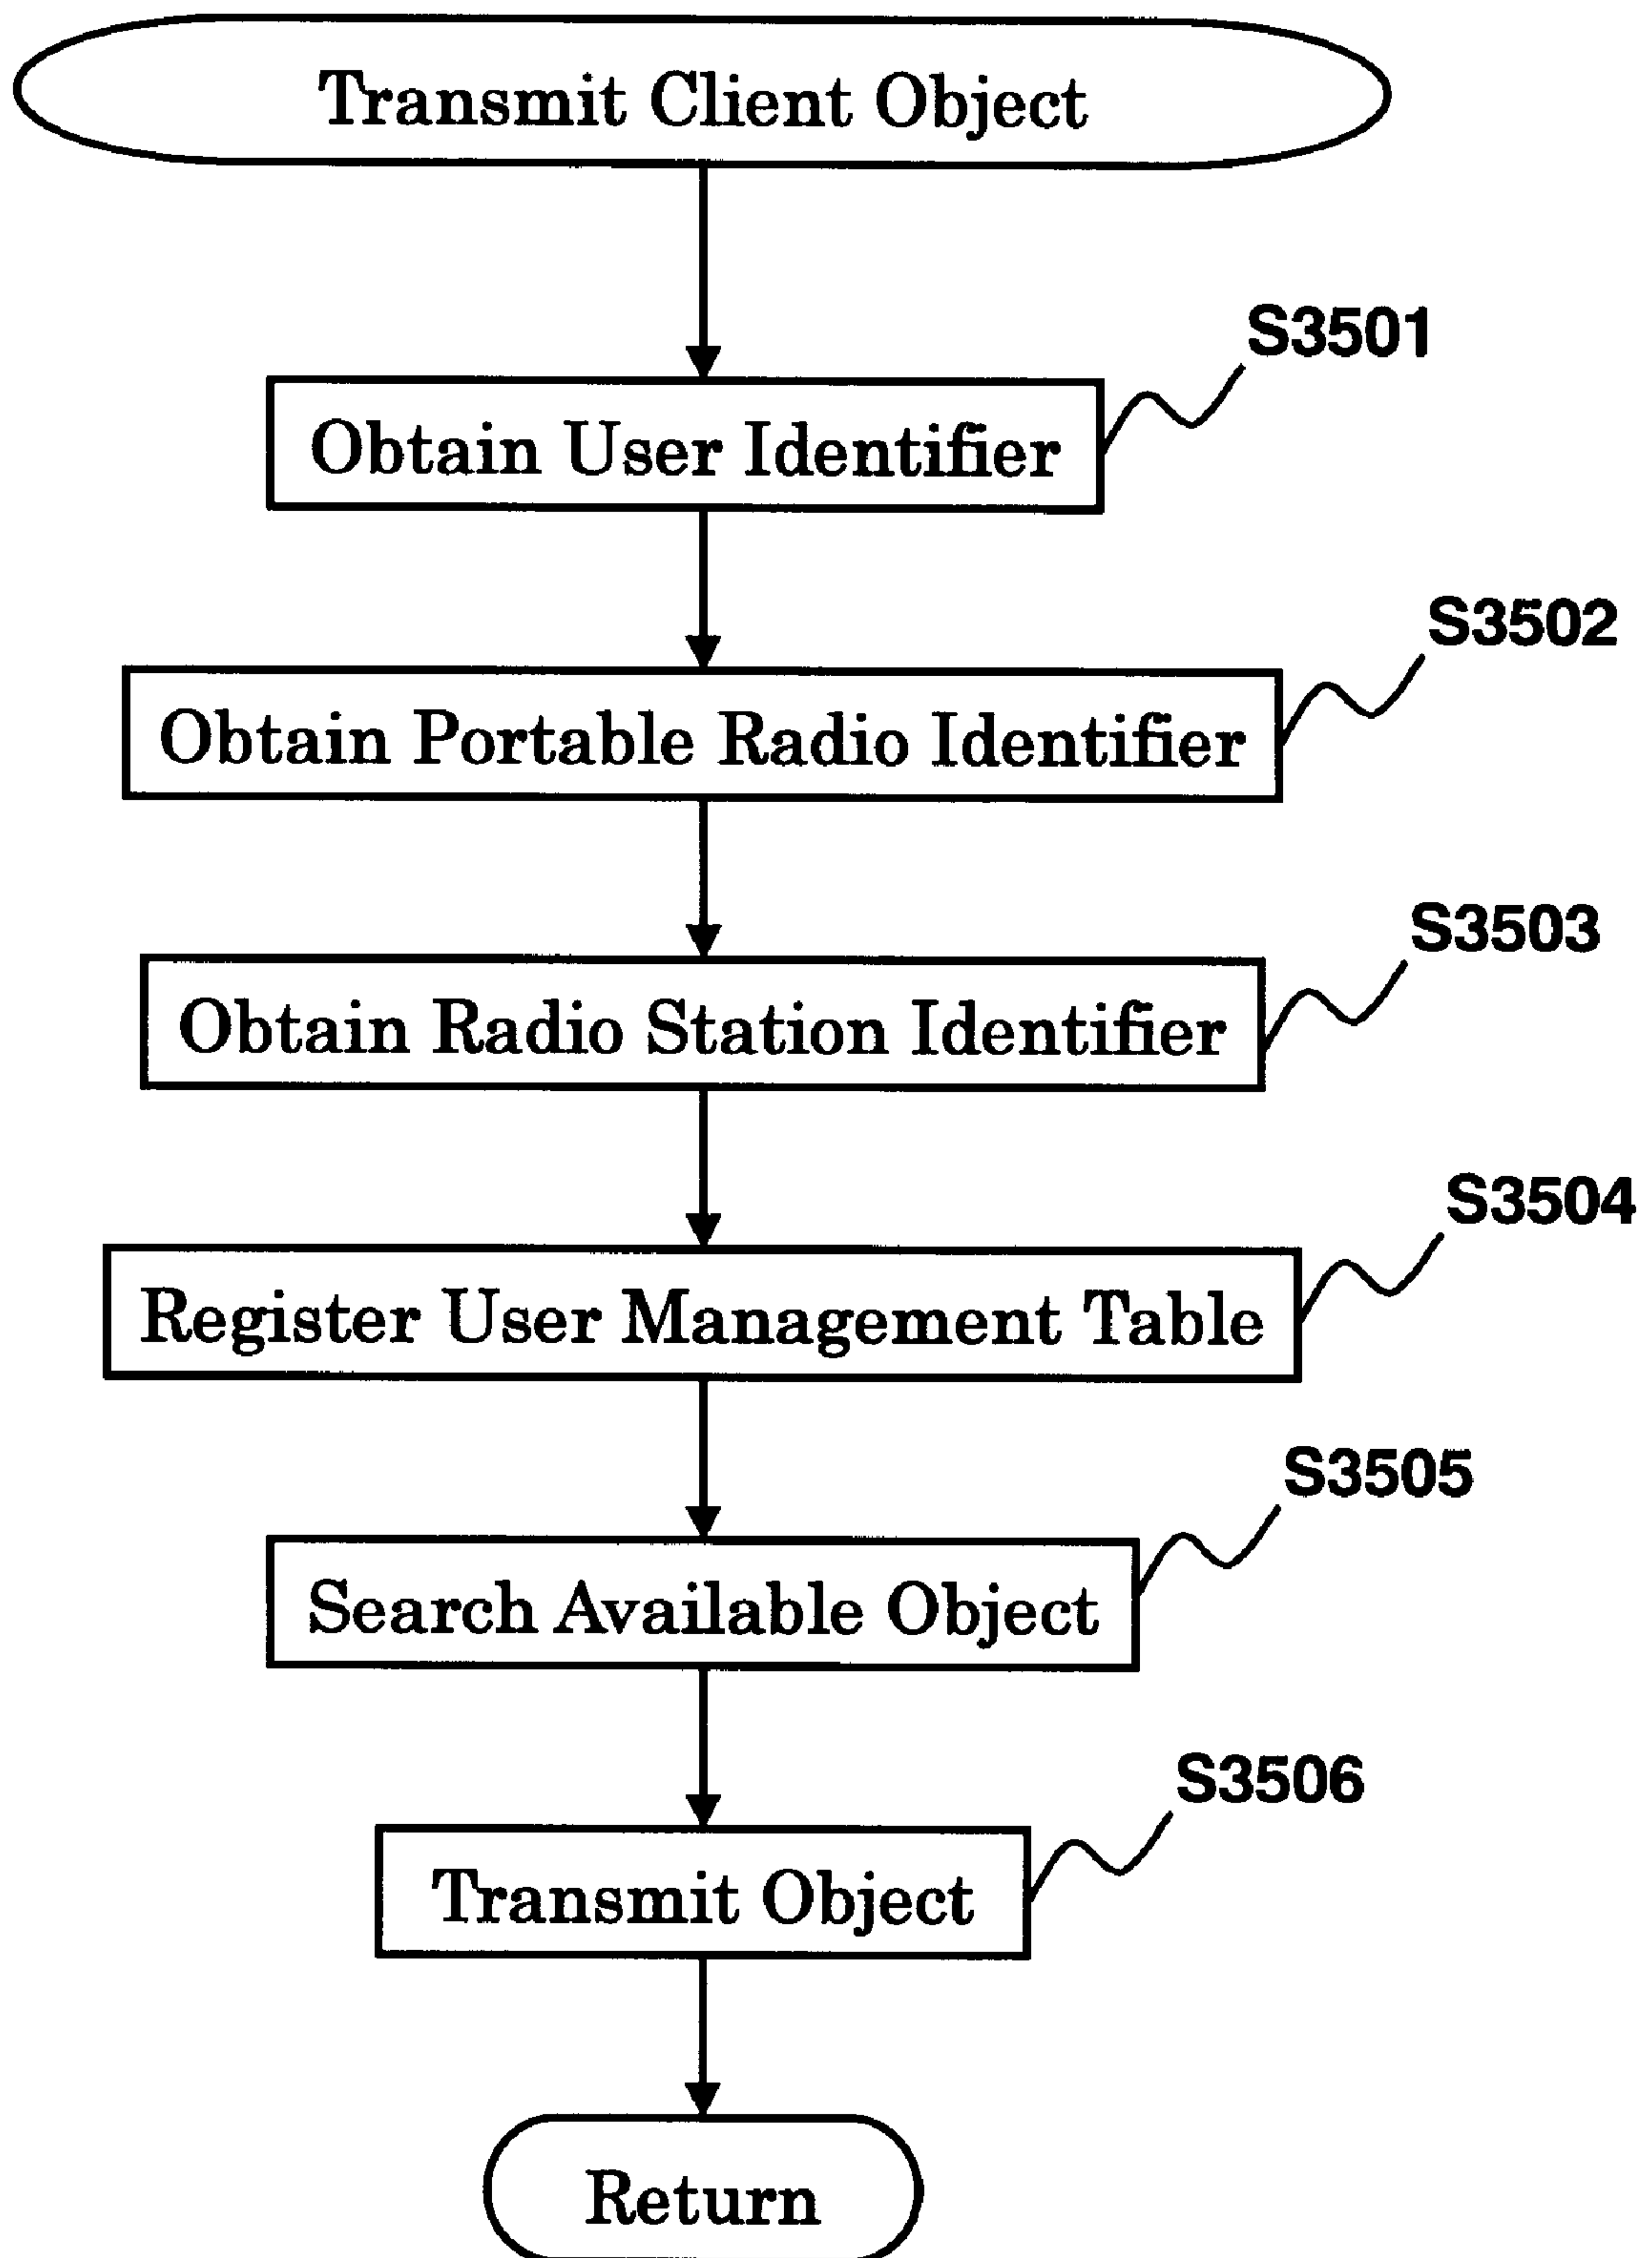 Transmit Client Object
S3501
Obtain User Identifier
S3502
Obtain Portable Radio Identifier
S3503
Obtain Radio Station Identifier
S3504
Register User Management Table
S3505
Search Available Object
S3506
Transmit Object
Return